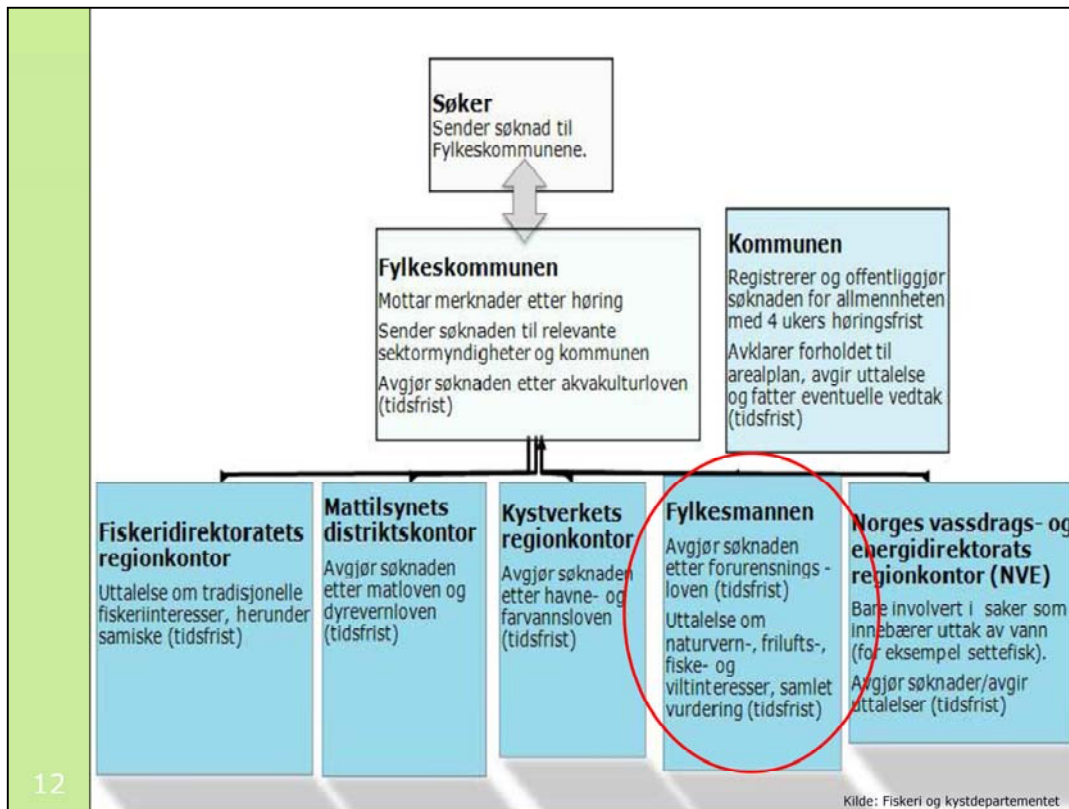 Søker
Sender søknad til
Fylkeskommunene.
Fylkeskommunen
Mottar merknader etter høring
Sender søknaden til relevante
sektormyndigheter og kommunen
Avgjør søknaden etter akvakulturloven
(tidsfrist)
Kommunen
Registrerer og offentliggjør
søknaden for allmennheten
med 4 ukers høringsfrist
Avklarer forholdet til
arealplan, avgir uttalelse
og fatter eventuelle vedtak
(tidsfrist)
Fiskeridirektoratets
regionkontor
Uttalelse om tradisjonelle
fiskeriinteresser, herunder
samiske (tidsfrist)
Mattilsynets
distriktskontor
Avgjør søknaden
etter matloven og
dyrevernloven
(tidsfrist)
Kystverkets
regionkontor
Avgjør søknaden
etter havne- og
farvannsloven
(tidsfrist)
Fylkesmannen
Avgjør søknaden
etter forurensnings -
loven (tidsfrist)
Uttalelse om
naturvern-, frilufts-,
fiske- og
viltinteresser, samlet
vurdering (tidsfrist)
Norges vassdrags- og
energidirektorats
regionkontor (NVE)
Bare involvert i saker som
innebærer uttak av vann
(for eksempel settefisk).
Avgjør søknader/avgir
uttalelser (tidsfrist)
12
Kilde: Fiskeri og kystdepartementet